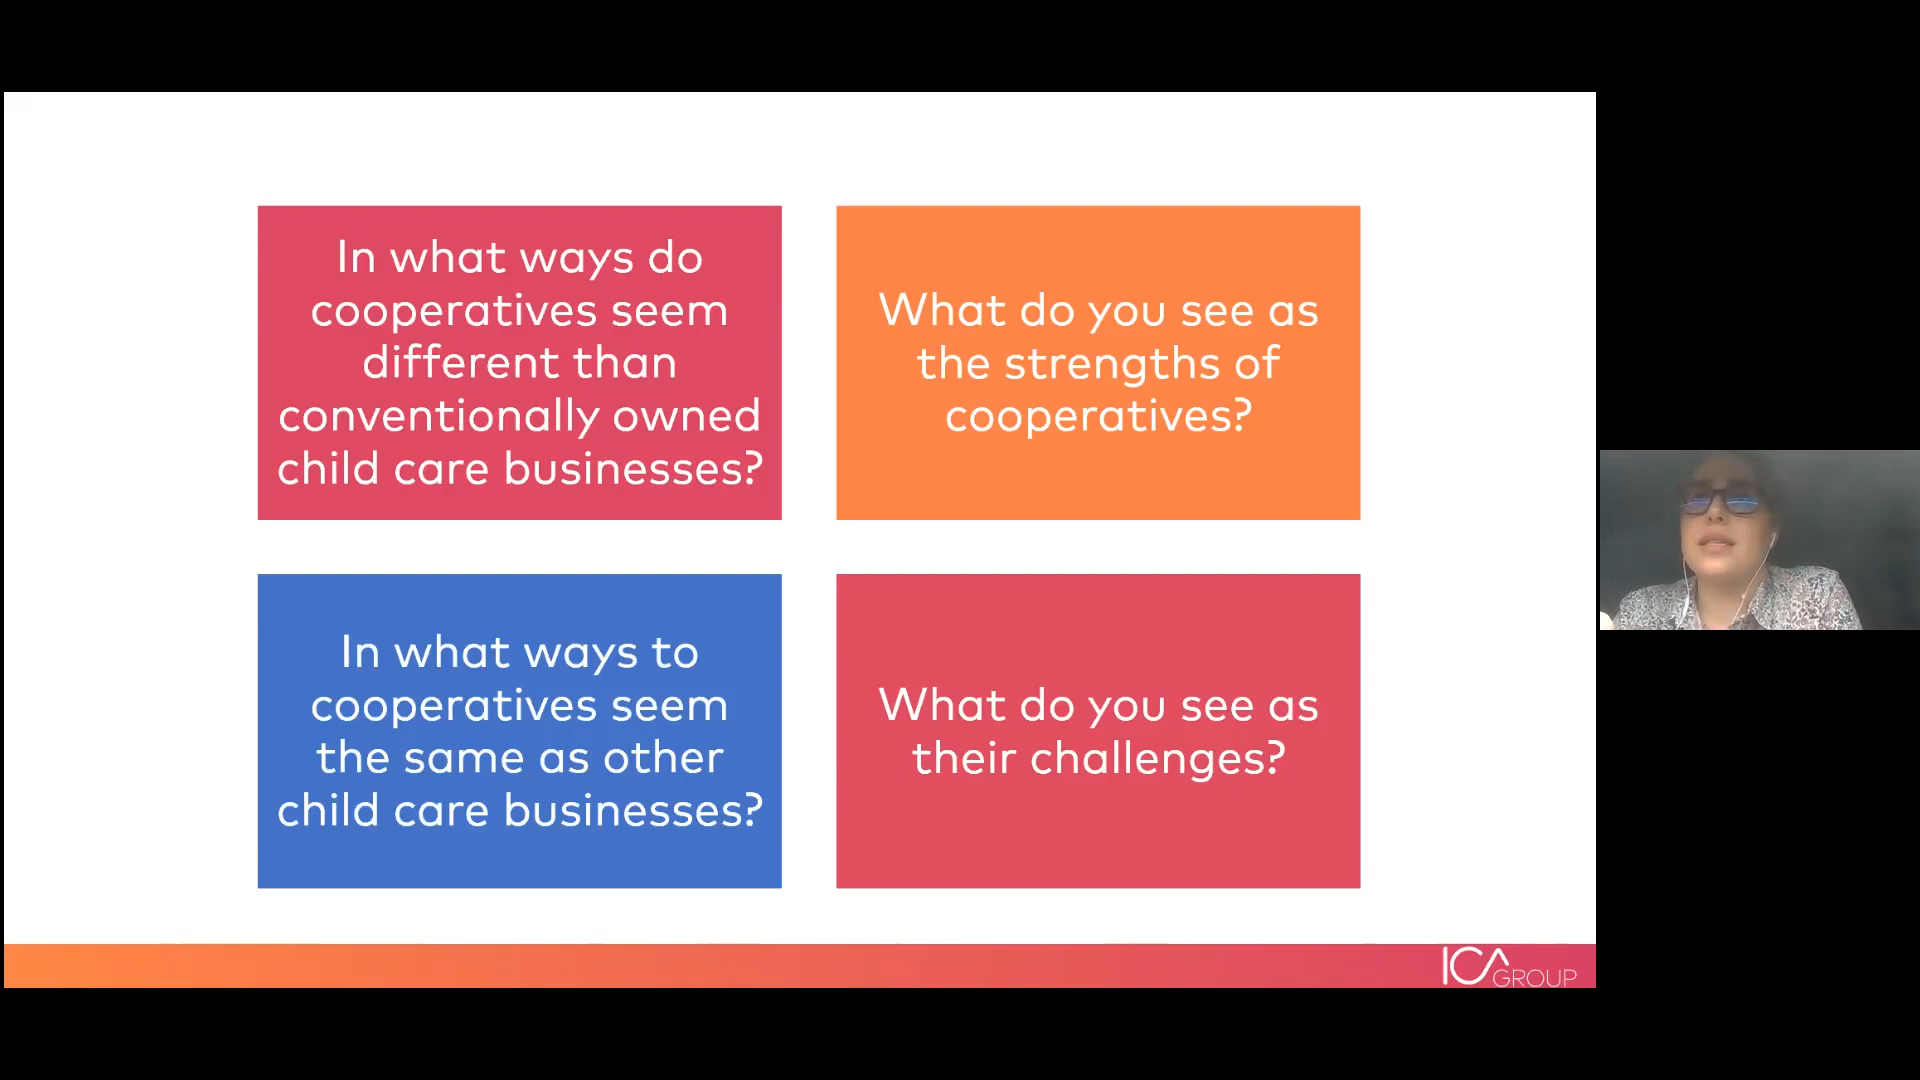 In what ways do
cooperatives seem
different than
conventionally owned
child care businesses?
What do you see as
the strengths of
cooperatives?
In what ways to
cooperatives seem
the same as other
child care businesses?
What do you see as
their challenges?
ICA GROUP